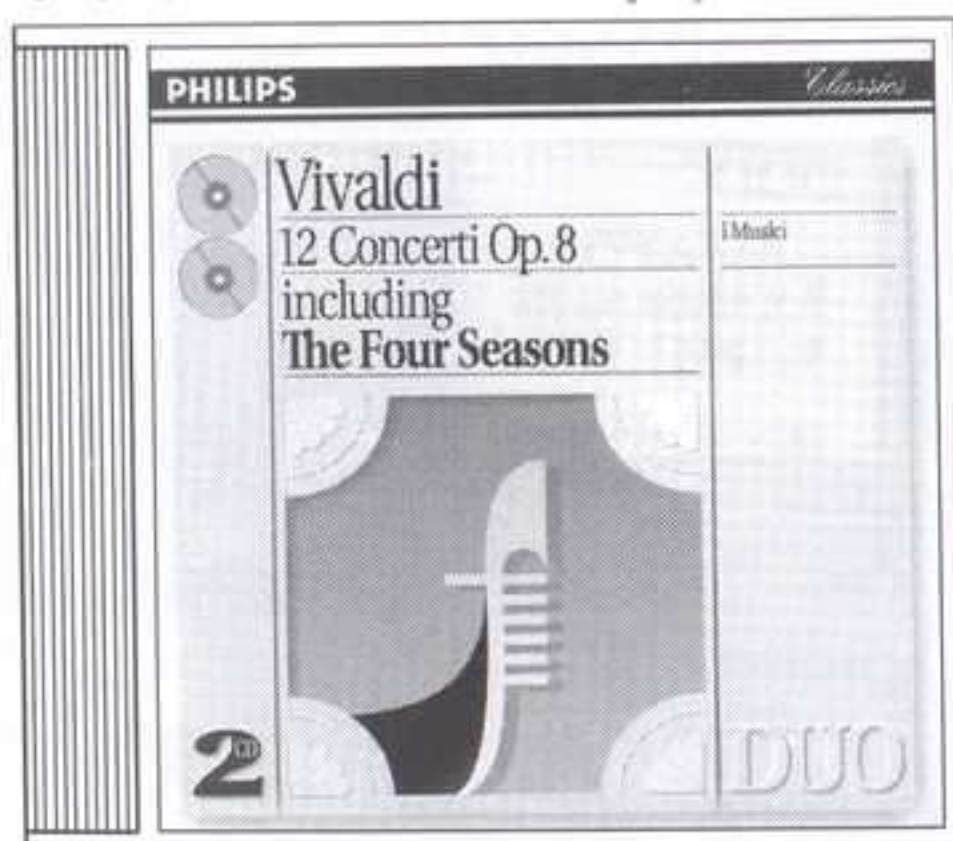 PHILIPS
Classics
Vivaldi
12 Concerti Op. 8
including
The Four Seasons
I Musici
2 CD
DUO